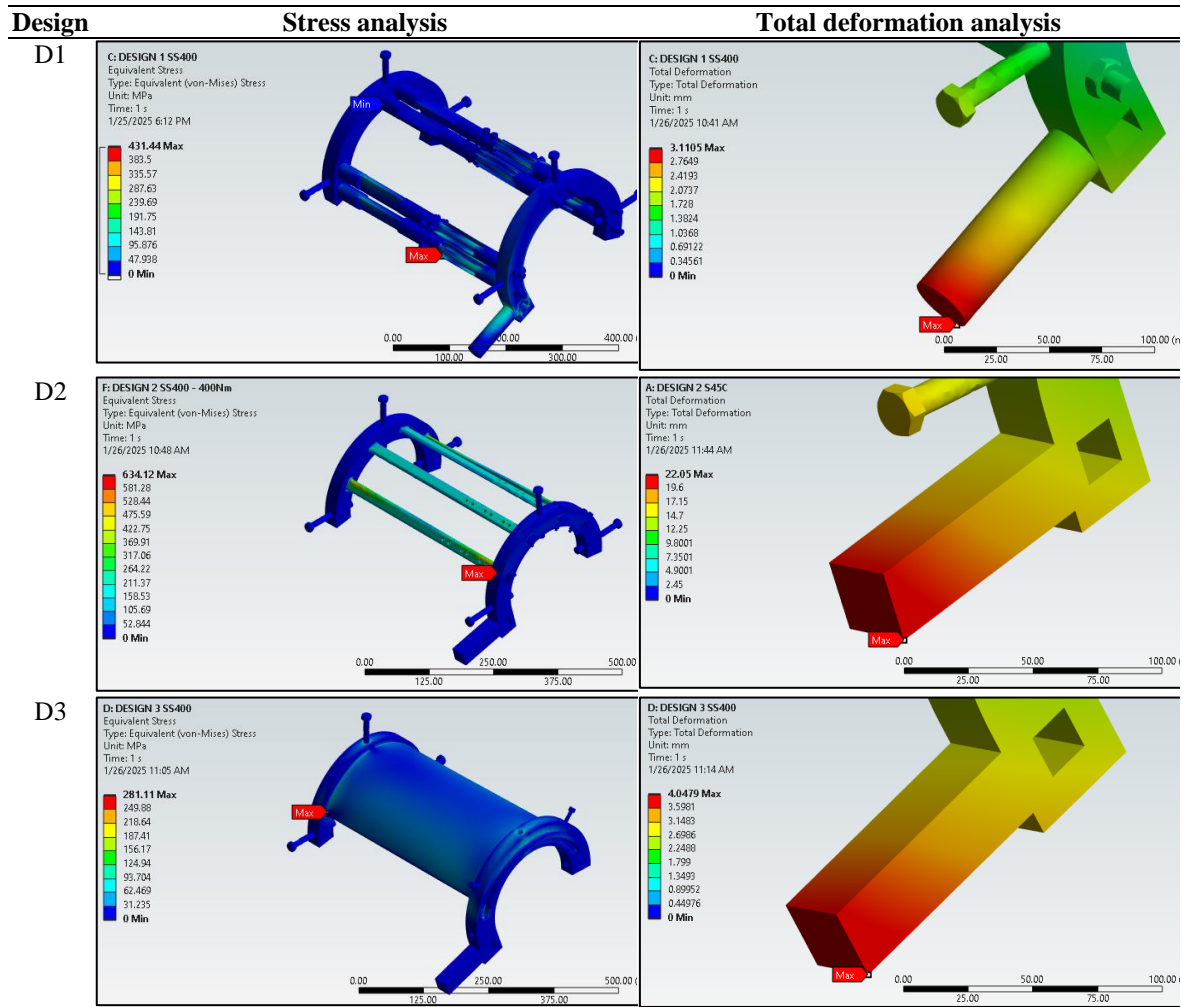 Design Stress analysis Total deformation analysis
D1
C: DESIGN 1 SS400
Equivalent Stress
Type: Equivalent (von-Mises) Stress
Unit: MPa
Time: 1 s
1/25/2025 6:12 PM
431.44 Max
383.5
335.57
287.63
239.69
191.75
143.81
95.876
47.938
0 Min
Min
Max
0.00 400.00
100.00 300.00
C: DESIGN 1 SS400
Total Deformation
Type: Total Deformation
Unit: mm
Time: 1 s
1/26/2025 10:41 AM
3.1105 Max
2.7649
2.4193
2.0737
1.728
1.3824
1.0368
0.69122
0.34561
0 Min
Max
0.00 50.00 100.00
25.00 75.00
D2
F: DESIGN 2 SS400 - 400Nm
Equivalent Stress
Type: Equivalent (von-Mises) Stress
Unit: MPa
Time: 1 s
1/26/2025 10:48 AM
634.12 Max
581.28
528.44
475.59
422.75
369.91
317.06
264.22
211.37
158.53
105.69
52.844
0 Min
Max
0.00 250.00 500.00
125.00 375.00
A: DESIGN 2 S45C
Total Deformation
Type: Total Deformation
Unit: mm
Time: 1 s
1/26/2025 11:44 AM
22.05 Max
19.6
17.15
14.7
12.25
9.8001
7.3501
4.9001
2.45
0 Min
Max
0.00 50.00 100.00
25.00 75.00
D3
D: DESIGN 3 SS400
Equivalent Stress
Type: Equivalent (von-Mises) Stress
Unit: MPa
Time: 1 s
1/26/2025 11:05 AM
281.11 Max
249.88
218.64
187.41
156.17
124.94
93.704
62.469
31.235
0 Min
Max
0.00 250.00 500.00
125.00 375.00
D: DESIGN 3 SS400
Total Deformation
Type: Total Deformation
Unit: mm
Time: 1 s
1/26/2025 11:14 AM
4.0479 Max
3.5981
3.1483
2.6986
2.2488
1.799
1.3493
0.89952
0.44976
0 Min
Max
0.00 50.00 100.00
25.00 75.00